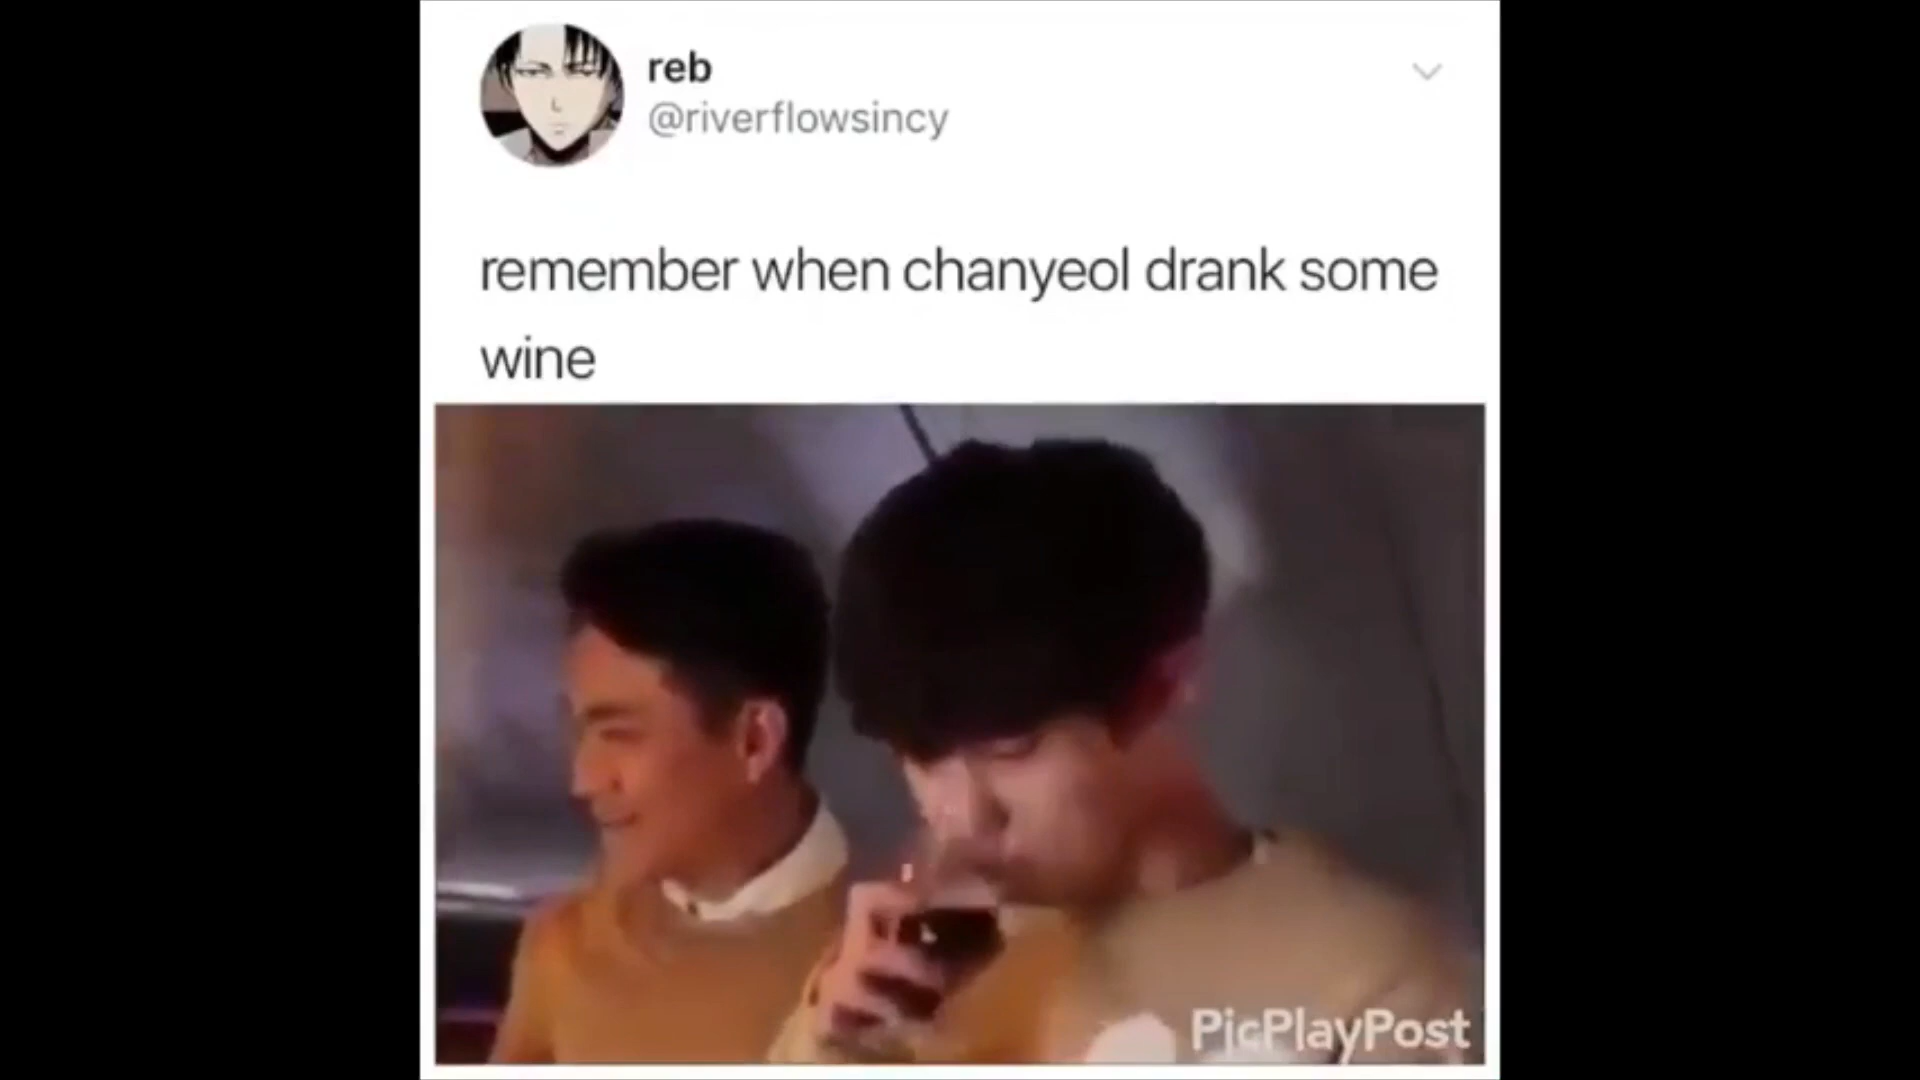 reb
@riverflowsincy
remember when chanyeol drank some
wine
PicPlayPost